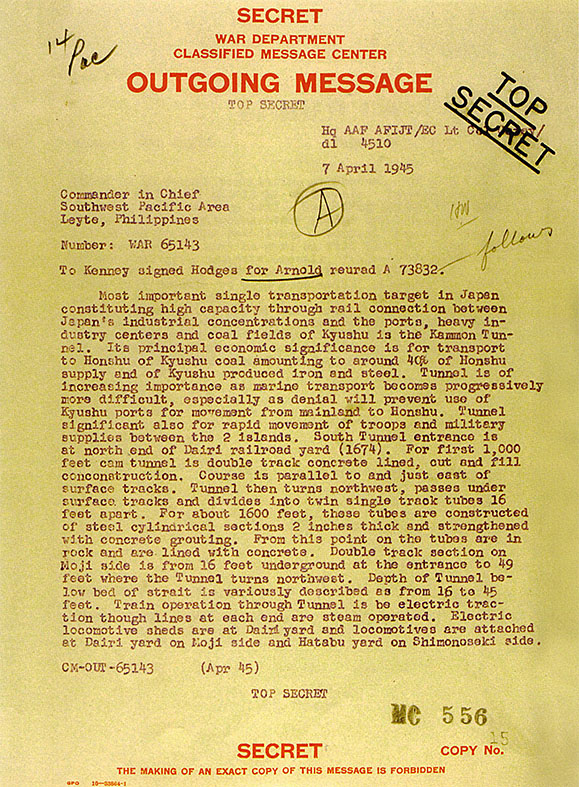 SECRET
WAR DEPARTMENT
CLASSIFIED MESSAGE CENTER
OUTGOING MESSAGE
TOP SECRET
14
Pac
TOP
SECRET
Hq AAF AFIJT/EC Lt
dl 4510
7 April 1945
Commander in Chief
Southwest Pacific Area
Leyte, Philippines
A
Number: WAR 65143
follows
To Kenney signed Hodges for Arnold reurad A 73832.
Most important single transportation target in Japan
constituting high capacity through rail connection between
Japan's industrial concentrations and the ports, heavy in-
dustry centers and coal fields of Kyushu is the Kammon Tun-
nel. Its principal economic significance is for transport
to Honshu of Kyushu coal amounting to around 40% of Honshu
supply and of Kyushu produced iron and steel. Tunnel is of
increasing importance as marine transport becomes progressively
more difficult, especially as denial will prevent use of
Kyushu ports for movement from mainland to Honshu. Tunnel
significant also for rapid movement of troops and military
supplies between the 2 islands. South Tunnel entrance is
at north end of Dairi railroad yard (1674). For first 1,000
feet cam tunnel is double track concrete lined, cut and fill
conconstruction. Course is parallel to and just east of
surface tracks. Tunnel then turns northwest, passes under
surface tracks and divides into twin single track tubes 16
feet apart. For about 1600 feet, these tubes are constructed
of steel cylindrical sections 2 inches thick and strengthened
with concrete grouting. From this point on the tubes are in
rock and are lined with concrete. Double track section on
Moji side is from 16 feet underground at the entrance to 49
feet where the Tunnel turns northwest. Depth of Tunnel be-
low bed of strait is variously described as from 16 to 45
feet. Train operation through Tunnel is be electric trac-
tion though lines at each end are steam operated. Electric
locomotive sheds are at Dairi yard and locmotives are attached
at Dairi yard on Moji side and Hatabu yard on Shimonoseki side.
CM-OUT-65143 (Apr 45)
TOP SECRET
MC 556
15
SECRET
COPY No.
THE MAKING OF AN EXACT COPY OF THIS MESSAGE IS FORBIDDEN
GPO